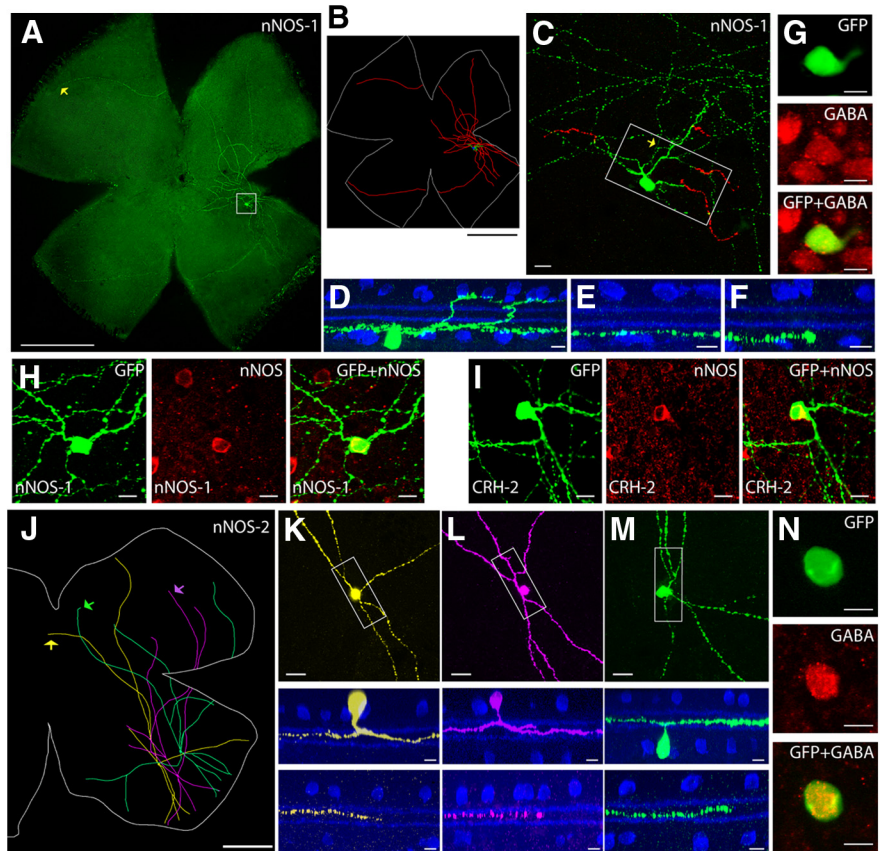 A
nNOS-1
B
C
nNOS-1
G
GFP
GABA
GFP+GABA
D
E
F
H
GFP
nNOS-1
nNOS
nNOS-1
GFP+nNOS
nNOS-1
I
GFP
CRH-2
nNOS
CRH-2
GFP+nNOS
CRH-2
J
nNOS-2
K
L
M
N
GFP
GABA
GFP+GABA